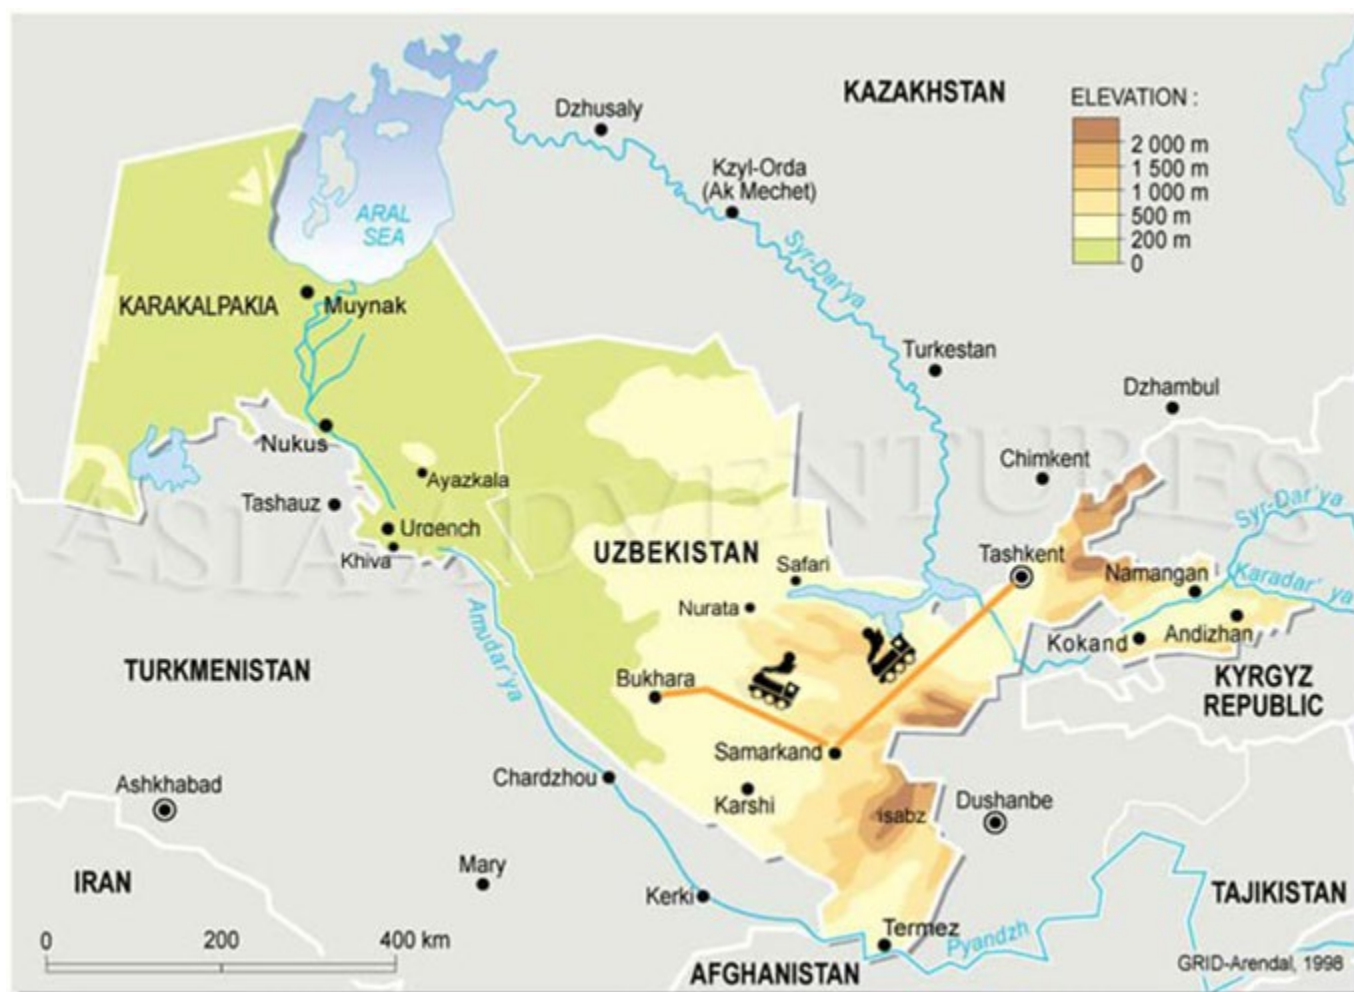 KAZAKHSTAN
ELEVATION :
2 000 m
1 500 m
1 000 m
500 m
200 m
0
Dzhusaly
Kzyl-Orda
(Ak Mechet)
ARAL
SEA
Syr-Dar'ya
KARAKALPAKIA
Muynak
Turkestan
Dzhambul
Nukus
Chimkent
Ayazkala
Tashauz
ASIA ADVENTURES
Syr-Dar'ya
Urgench
Khiva
UZBEKISTAN
Safari
Tashkent
Namangan
Karadar' ya
Nurata
Amudar'ya
Kokand
Andizhan
TURKMENISTAN
Bukhara
KYRGYZ
REPUBLIC
Samarkand
Chardzhou
Ashkhabad
Karshi
isabz
Dushanbe
IRAN
Mary
Kerki
TAJIKISTAN
Termez
Pyandzh
0
200
400 km
AFGHANISTAN
GRID-Arendal, 1998